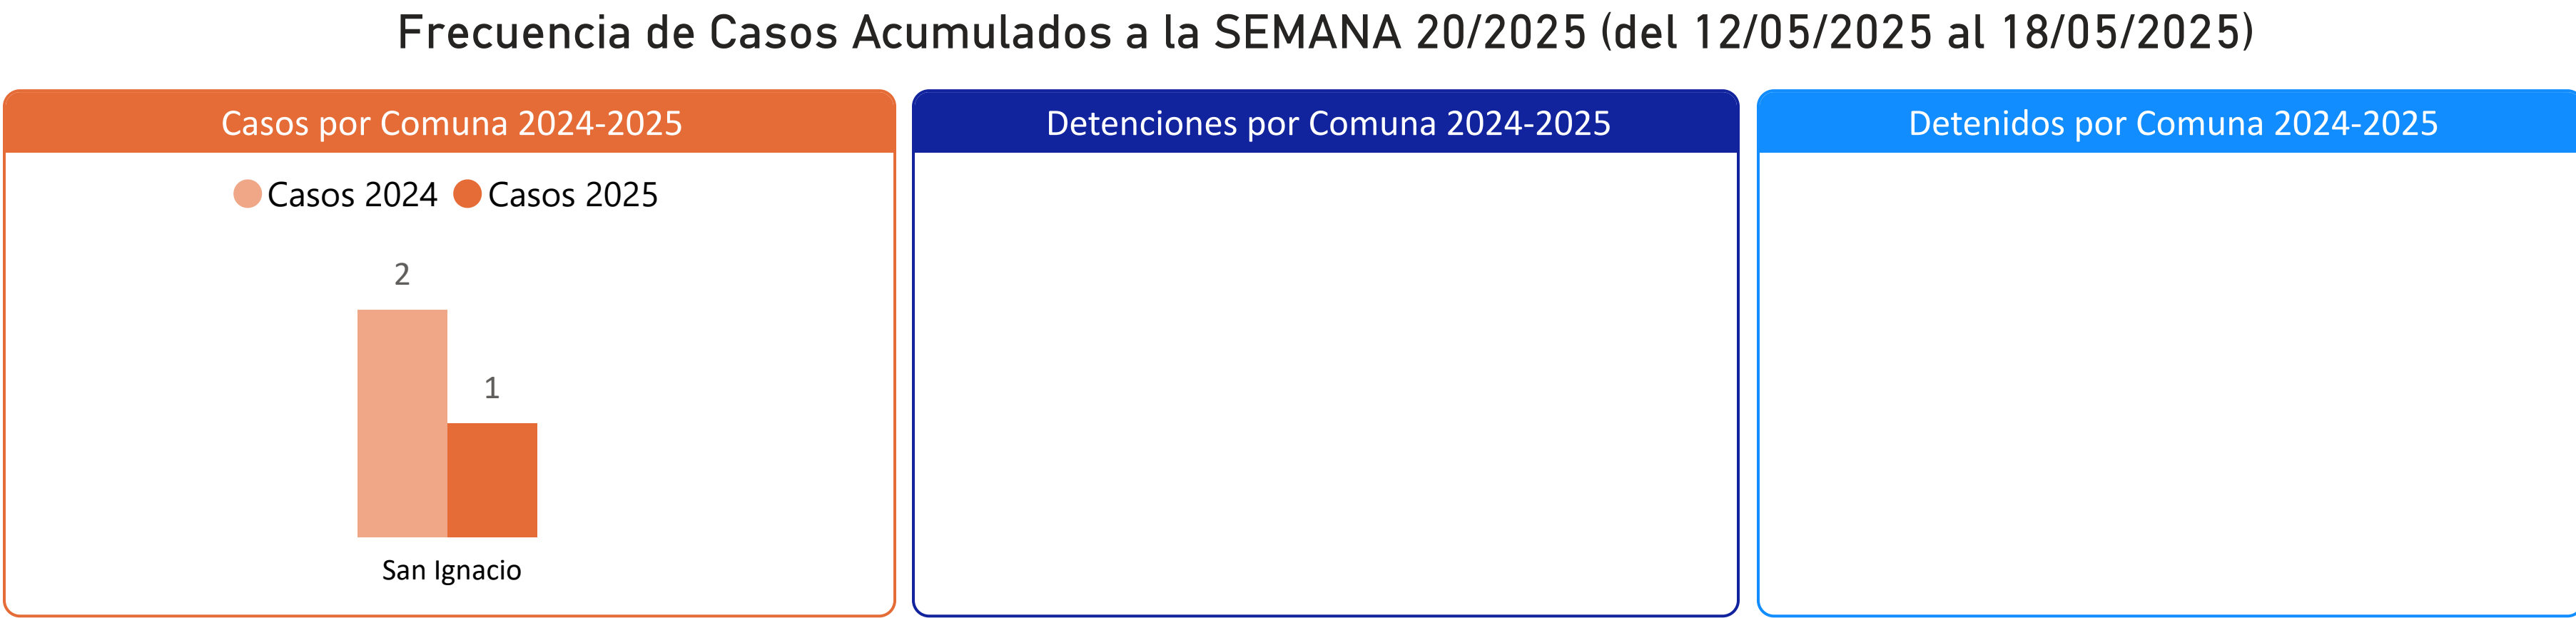 Frecuencia de Casos Acumulados a la SEMANA 20/2025 (del 12/05/2025 al 18/05/2025)
Casos por Comuna 2024-2025
Casos 2024 Casos 2025
2
1
San Ignacio
Detenciones por Comuna 2024-2025
Detenidos por Comuna 2024-2025